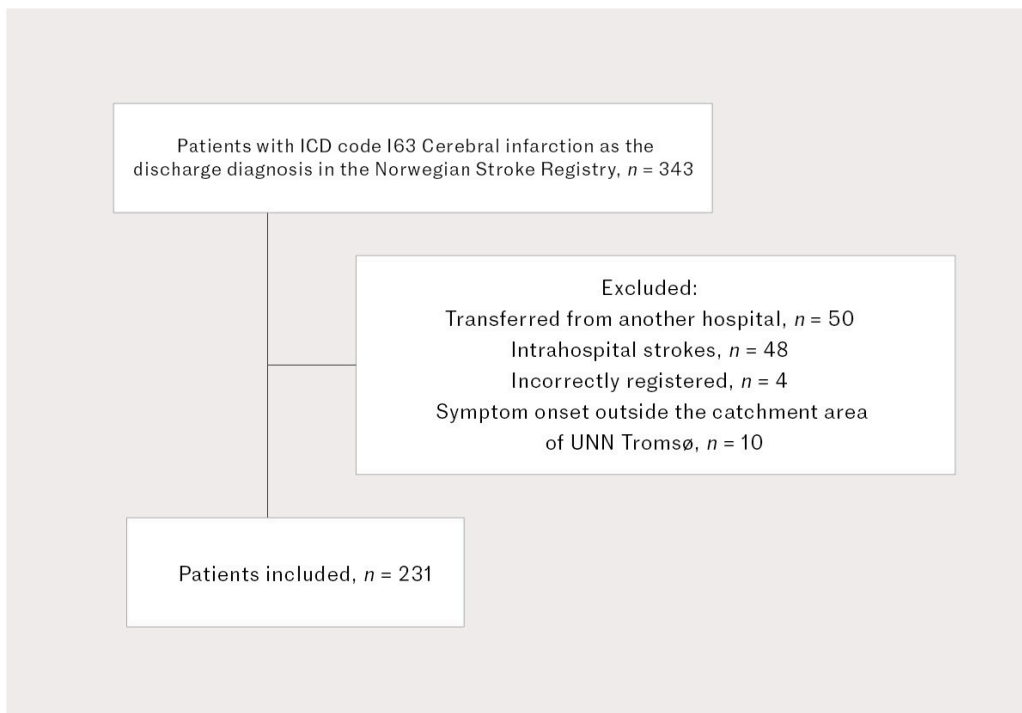 Patients with ICD code I63 Cerebral infarction as the
discharge diagnosis in the Norwegian Stroke Registry, n = 343
Excluded:
Transferred from another hospital, n = 50
Intrahospital strokes, n = 48
Incorrectly registered, n = 4
Symptom onset outside the catchment area
of UNN Tromsø, n = 10
Patients included, n = 231